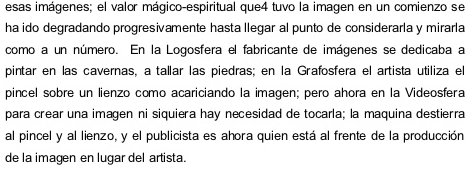 esas imágenes; el valor mágico-espiritual que4 tuvo la imagen en un comienzo se
ha ido degradando progresivamente hasta llegar al punto de considerarla y mirarla
como a un número. En la Logosfera el fabricante de imágenes se dedicaba a
pintar en las cavernas, a tallar las piedras; en la Grafosfera el artista utiliza el
pincel sobre un lienzo como acariciando la imagen; pero ahora en la Videosfera
para crear una imagen ni siquiera hay necesidad de tocarla; la maquina destierra
al pincel y al lienzo, y el publicista es ahora quien está al frente de la producción
de la imagen en lugar del artista.